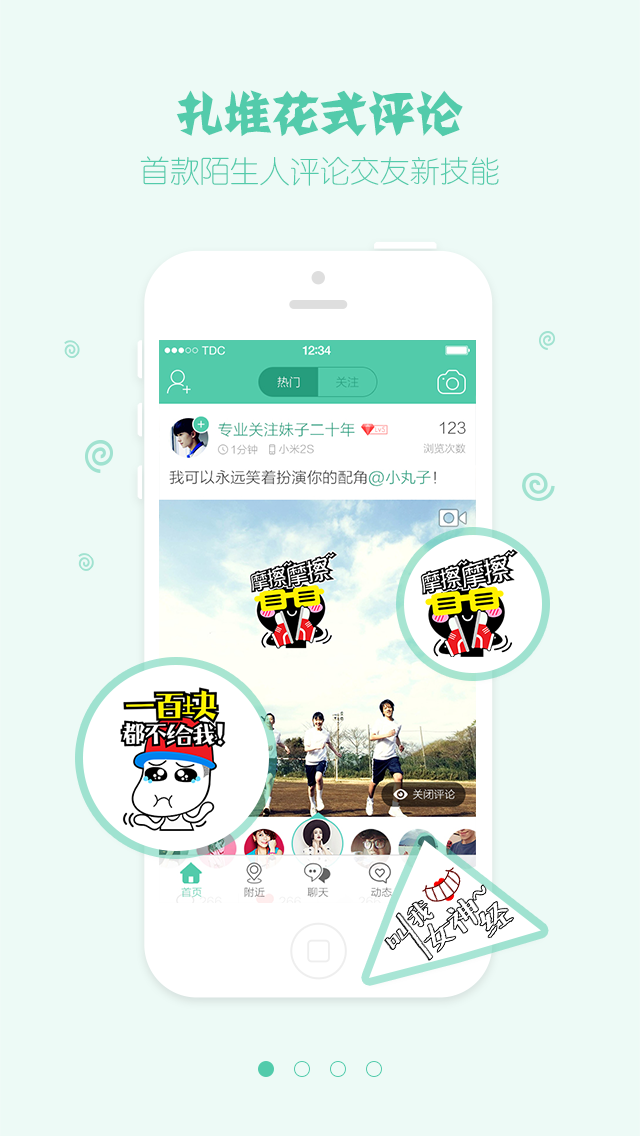 扎堆花式评论
首款陌生人评论交友新技能
TDC
12:34
热门
关注
专业关注妹子二十年
LV.5
123
1分钟
小米2S
浏览次数
我可以永远笑着扮演你的配角@小丸子!
摩擦~摩擦~
摩擦~摩擦~
一百块
都不给我!
关闭评论
首页
附近
聊天
动态
叫我
女神~经